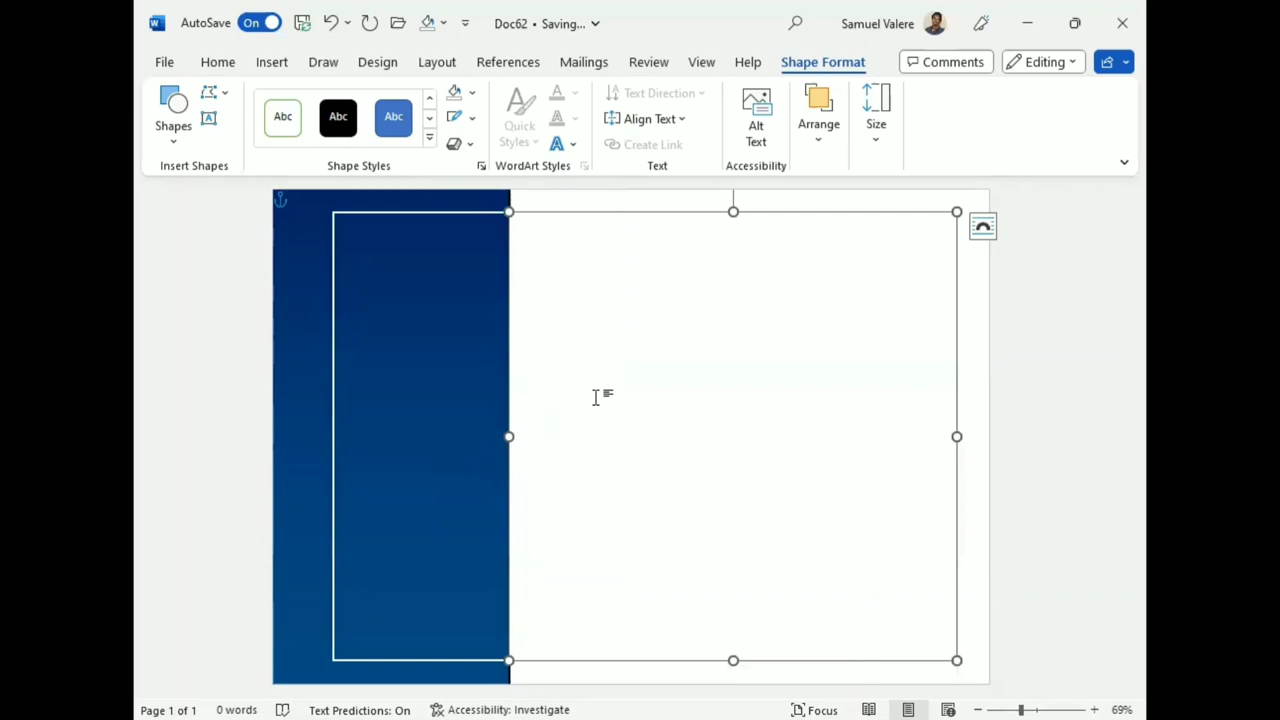 AutoSave On Doc62 • Saving... Samuel Valere
File Home Insert Draw Design Layout References Mailings Review View Help Shape Format Comments Editing
Shapes
Abc Abc Abc
Quick
Styles
Text Direction
Align Text
Create Link
Alt
Text
Arrange
Size
Insert Shapes Shape Styles WordArt Styles Text Accessibility
Page 1 of 1 0 words Text Predictions: On Accessibility: Investigate Focus 69%